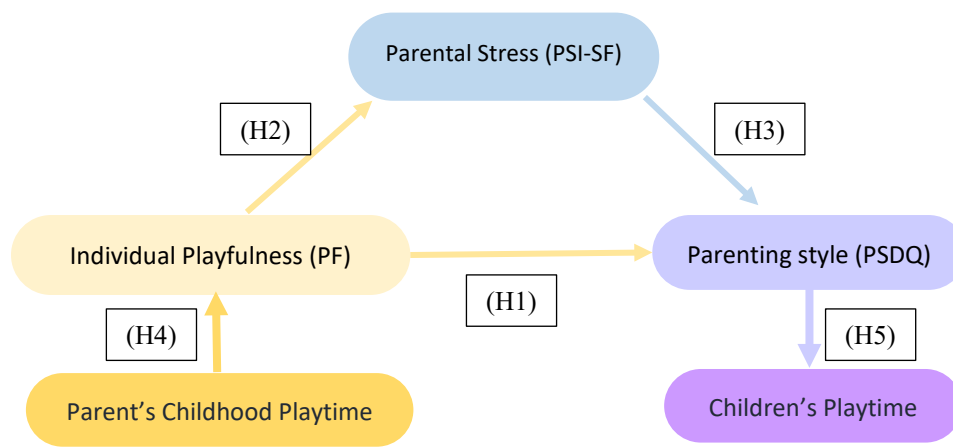 Parental Stress (PSI-SF)
(H2)
(H3)
Individual Playfulness (PF)
Parenting style (PSDQ)
(H1)
(H4)
(H5)
Parent’s Childhood Playtime
Children’s Playtime